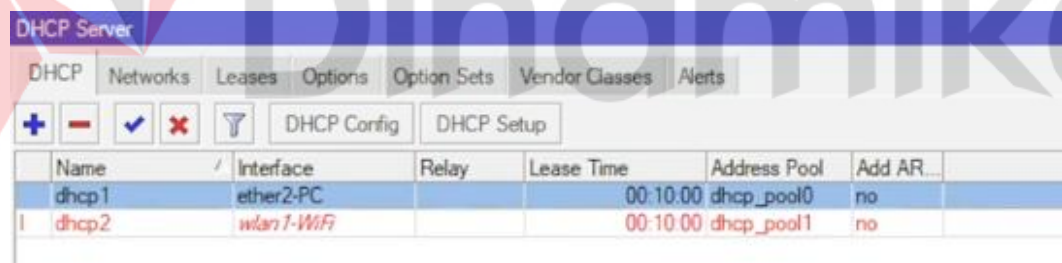 Dinamika
DHCP Server
DHCP Networks Leases Options Option Sets Vendor Classes Alerts
DHCP Config DHCP Setup
Name / Interface Relay Lease Time Address Pool Add AR...
dhcp1 ether2-PC 00:10:00 dhcp_pool0 no
I dhcp2 wlan1-WiFi 00:10:00 dhcp_pool1 no